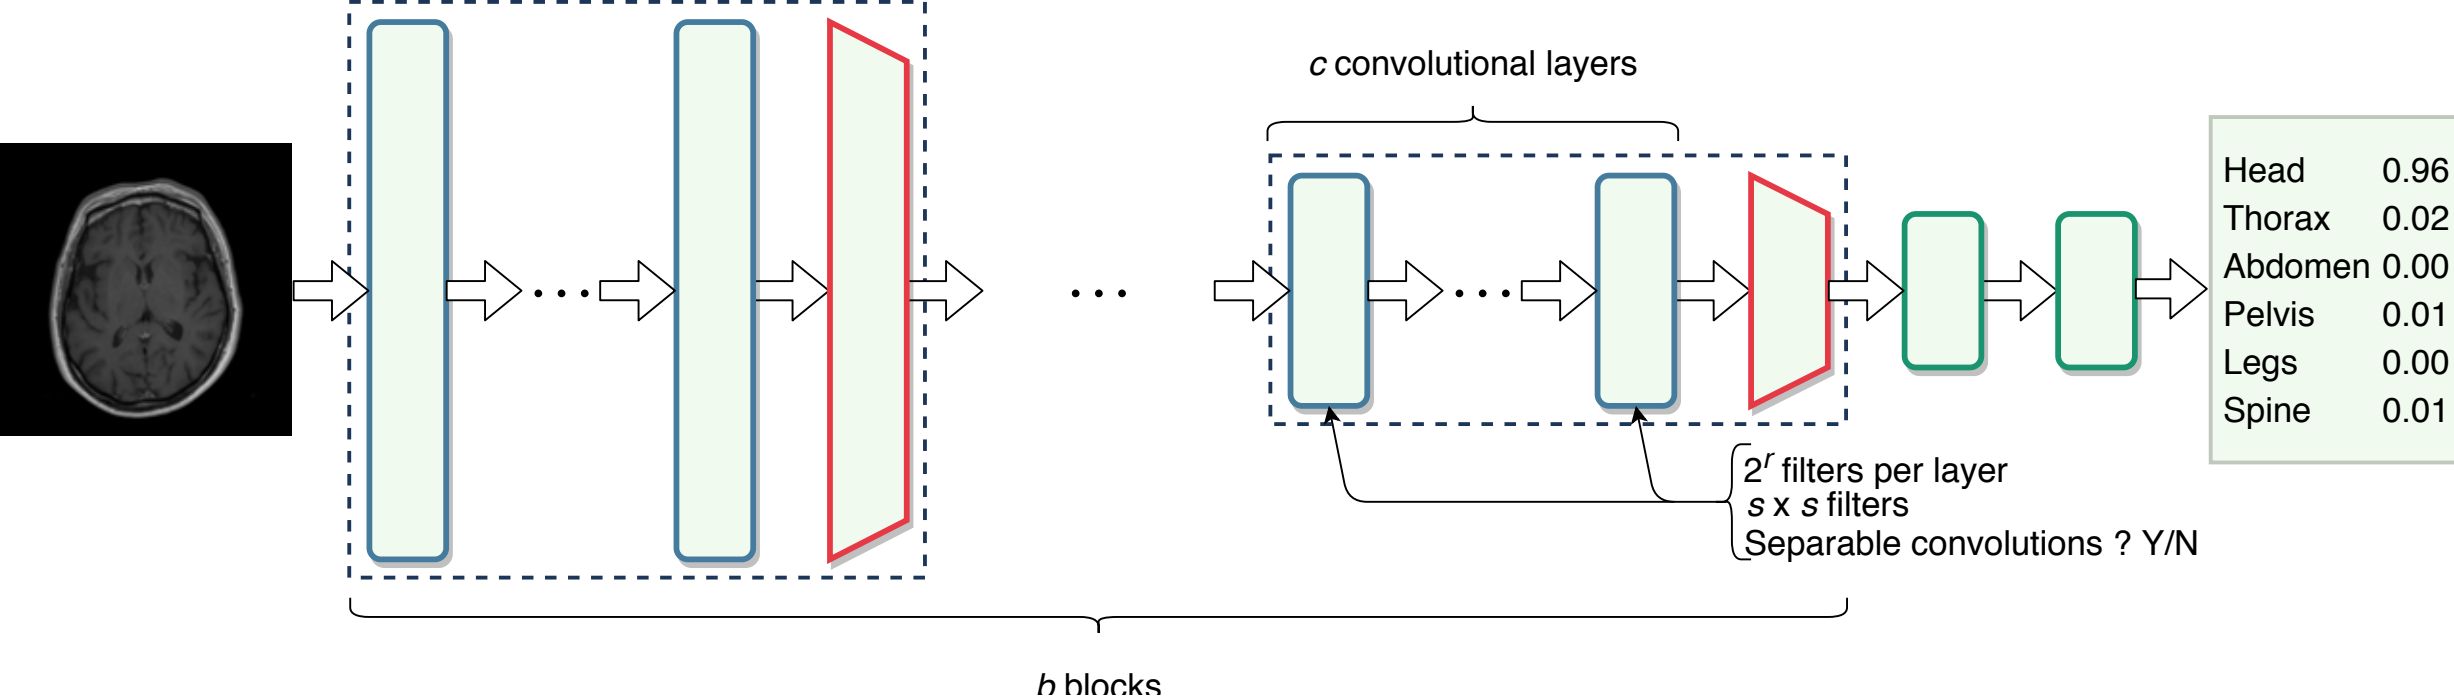 c convolutional layers
Head 0.96
Thorax 0.02
Abdomen 0.00
Pelvis 0.01
Legs 0.00
Spine 0.01
2^r filters per layer
s x s filters
Separable convolutions ? Y/N
b blocks